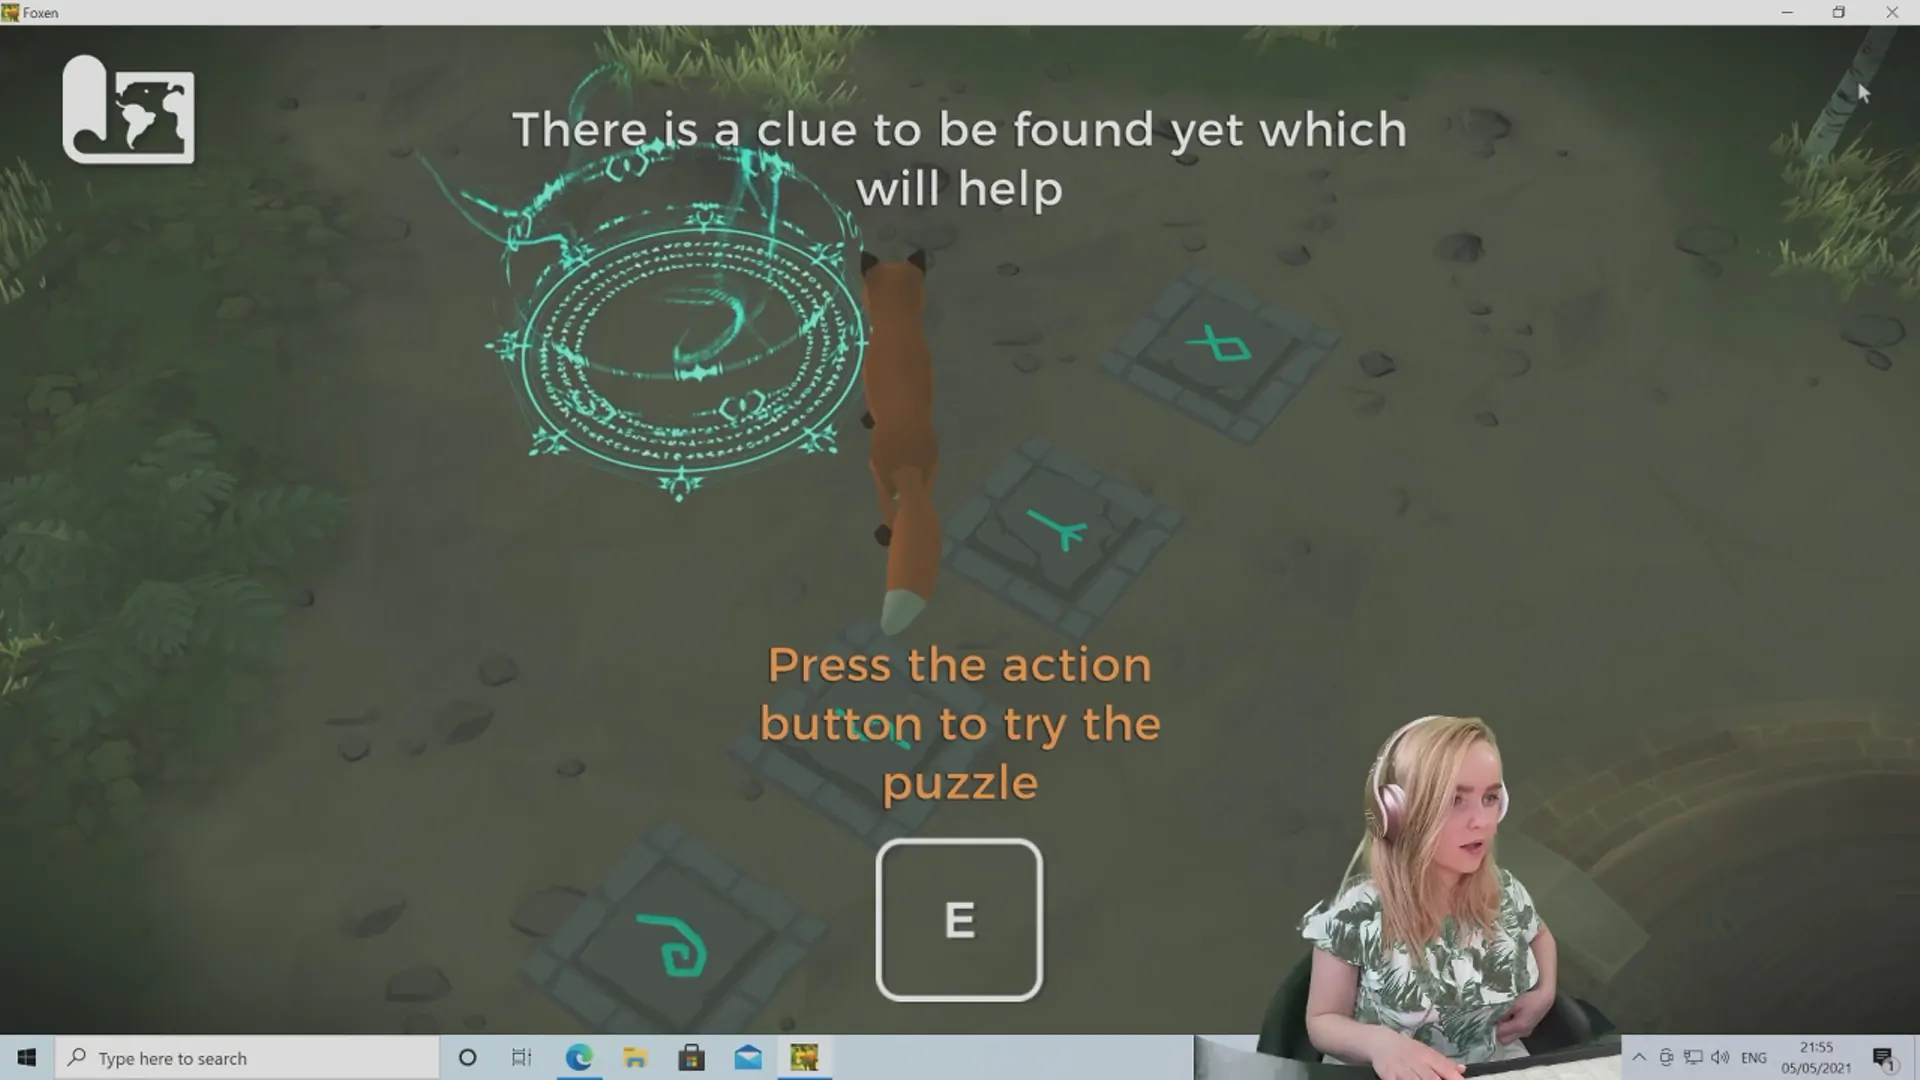 Foxen
There is a clue to be found yet which
will help
Press the action
button to try the
puzzle
E
Type here to search
ENG
21:55
05/05/2021
1